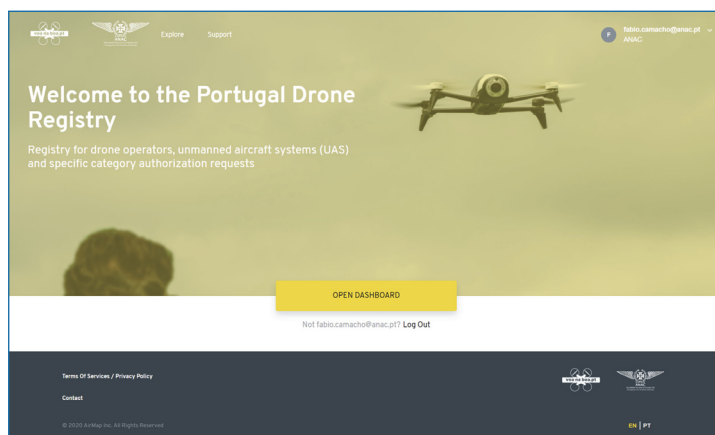 voa na boa.pt
ANAC
Explore
Support
F
fabio.camacho@anac.pt
ANAC
Welcome to the Portugal Drone
Registry
Registry for drone operators, unmanned aircraft systems (UAS)
and specific category authorization requests
OPEN DASHBOARD
Not fabio.camacho@anac.pt? Log Out
Terms Of Services / Privacy Policy
voa na boa.pt
ANAC
Contact
© 2020 AirMap Inc. All Rights Reserved
EN | PT